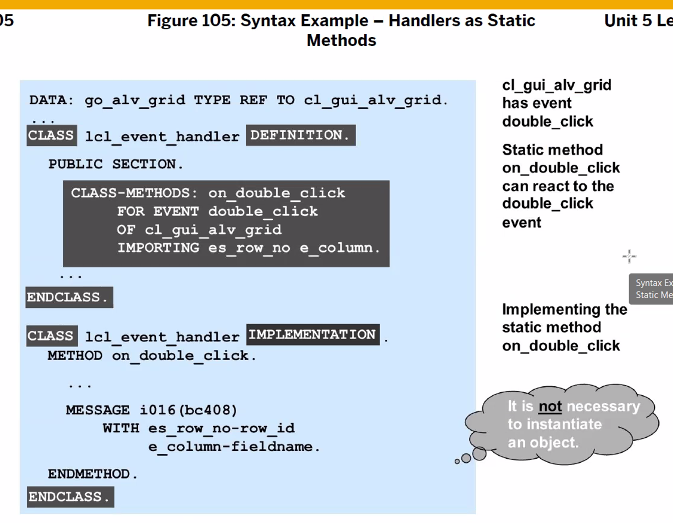 05
Figure 105: Syntax Example – Handlers as Static
Methods
Unit 5 Le
DATA: go_alv_grid TYPE REF TO cl_gui_alv_grid.
...
CLASS lcl_event_handler DEFINITION.
PUBLIC SECTION.
CLASS-METHODS: on_double_click
FOR EVENT double_click
OF cl_gui_alv_grid
IMPORTING es_row_no e_column.
...
ENDCLASS.
CLASS lcl_event_handler IMPLEMENTATION .
METHOD on_double_click.
...
MESSAGE i016(bc408)
WITH es_row_no-row_id
e_column-fieldname.
ENDMETHOD.
ENDCLASS.
cl_gui_alv_grid
has event
double_click
Static method
on_double_click
can react to the
double_click
event
Syntax Ex
Static Me
Implementing the
static method
on_double_click
It is not necessary
to instantiate
an object.